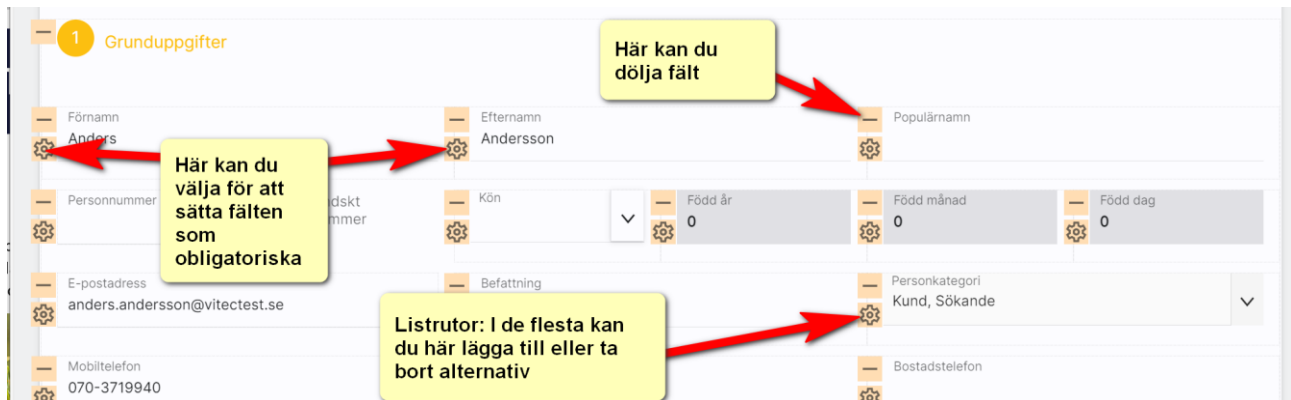 1 Grunduppgifter
Här kan du
dölja fält
Förnamn
Anders
Efternamn
Andersson
Populärnamn
Här kan du
välja för att
sätta fälten
som
obligatoriska
Personnummer
Kön
Född år
0
Född månad
0
Född dag
0
E-postadress
anders.andersson@vitectest.se
Befattning
Personkategori
Kund, Sökande
Listrutor: I de flesta kan
du här lägga till eller ta
bort alternativ
Mobiltelefon
070-3719940
Bostadstelefon